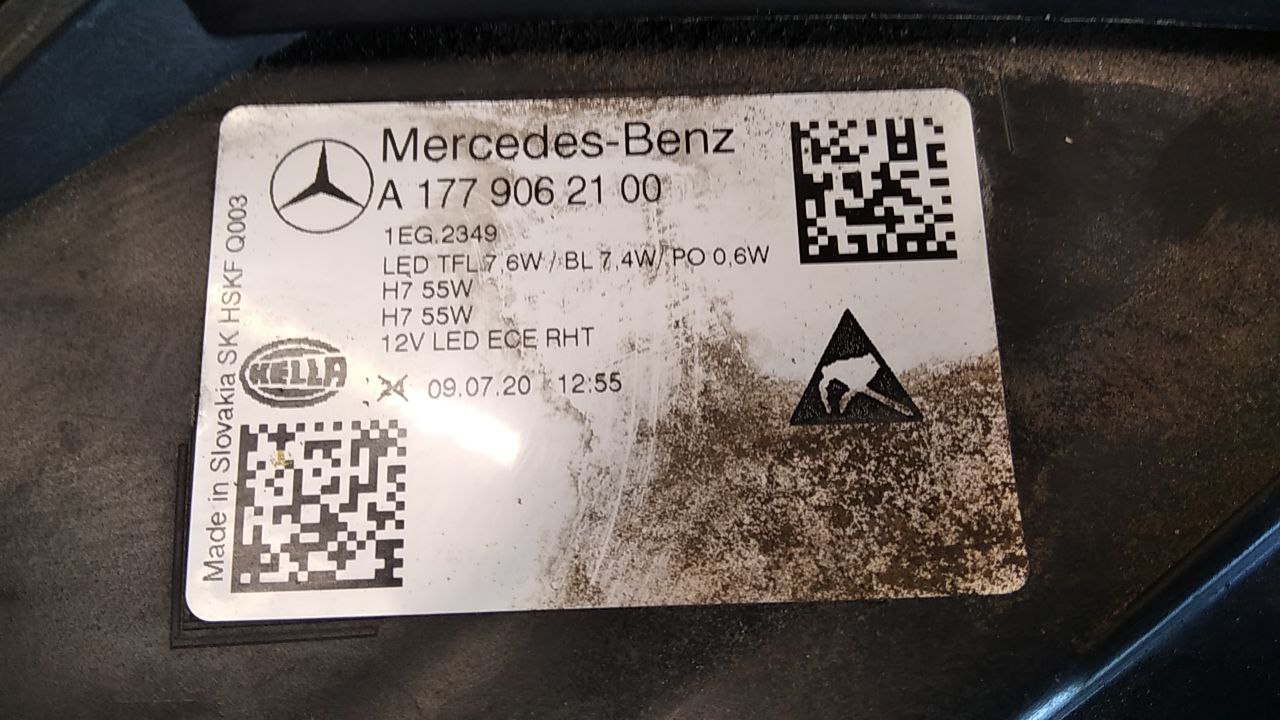 Mercedes-Benz
A 177 906 21 00
1EG.2349
LED TFL 7,6W / BL 7,4W/ PO 0,6W
H7 55W
H7 55W
12V LED ECE RHT
HELLA
09.07.20 12:55
Made in Slovakia SK HSKF Q003